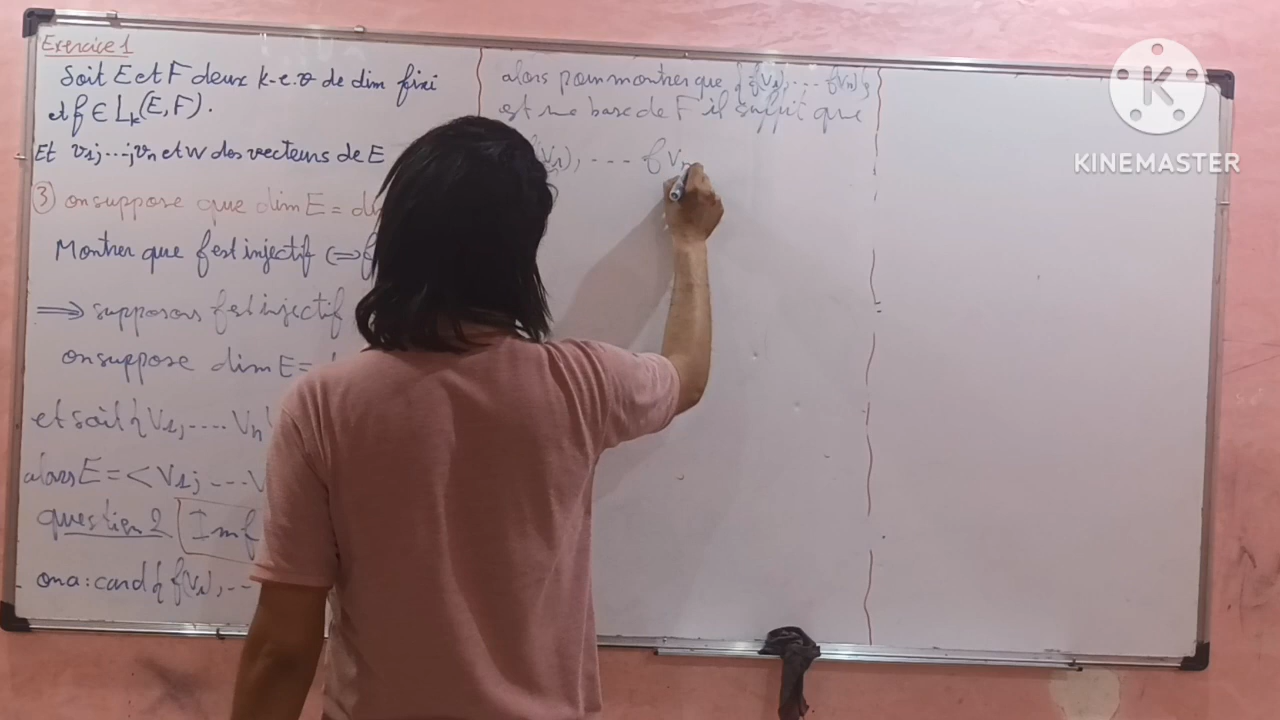 Exercice 1
Soit E et F deux k-e.v de dim fini
et f ∈ L_k(E,F).
Et v1;...;vn et W des vecteurs de E
③ on suppose que dim E =
Montrer que f est injectif ⟺
⟹ supposons f est injectif
on suppose dim E =
et soit { V1, .... Vn
alors E = < V1; ---
question 2 Im f
on a : card { f(V1), --
alors pour montrer que { f(V1), ... f(Vn) }
est une base de F il suffit que
(V1), ---- f Vn
K
KINEMASTER